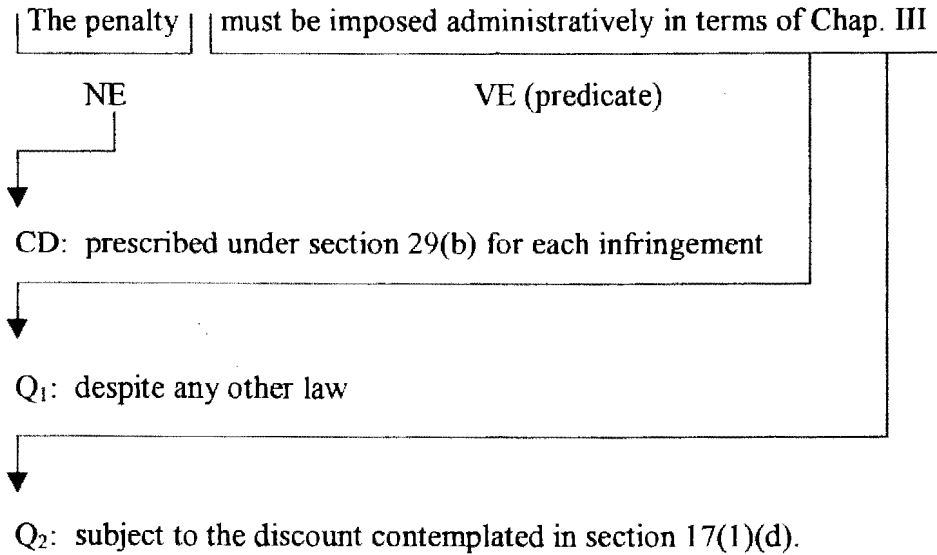 The penalty must be imposed administratively in terms of Chap. III
NE VE (predicate)
CD: prescribed under section 29(b) for each infringement
Q₁: despite any other law
Q₂: subject to the discount contemplated in section 17(1)(d).